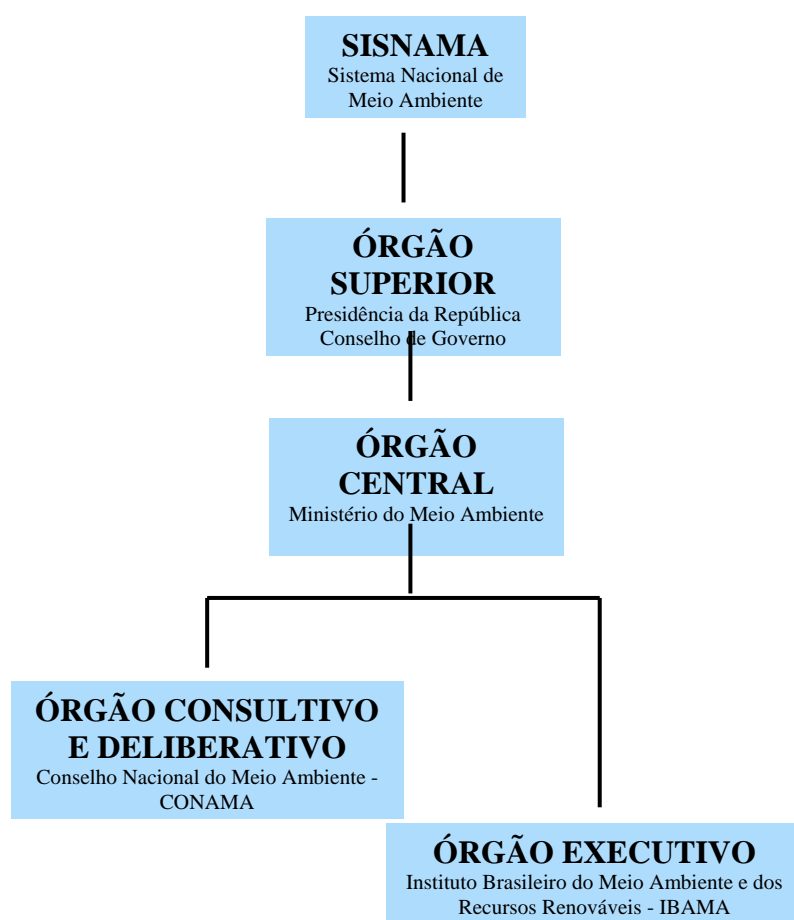 SISNAMA
Sistema Nacional de
Meio Ambiente
ÓRGÃO
SUPERIOR
Presidência da República
Conselho de Governo
ÓRGÃO
CENTRAL
Ministério do Meio Ambiente
ÓRGÃO CONSULTIVO
E DELIBERATIVO
Conselho Nacional do Meio Ambiente -
CONAMA
ÓRGÃO EXECUTIVO
Instituto Brasileiro do Meio Ambiente e dos
Recursos Renováveis - IBAMA